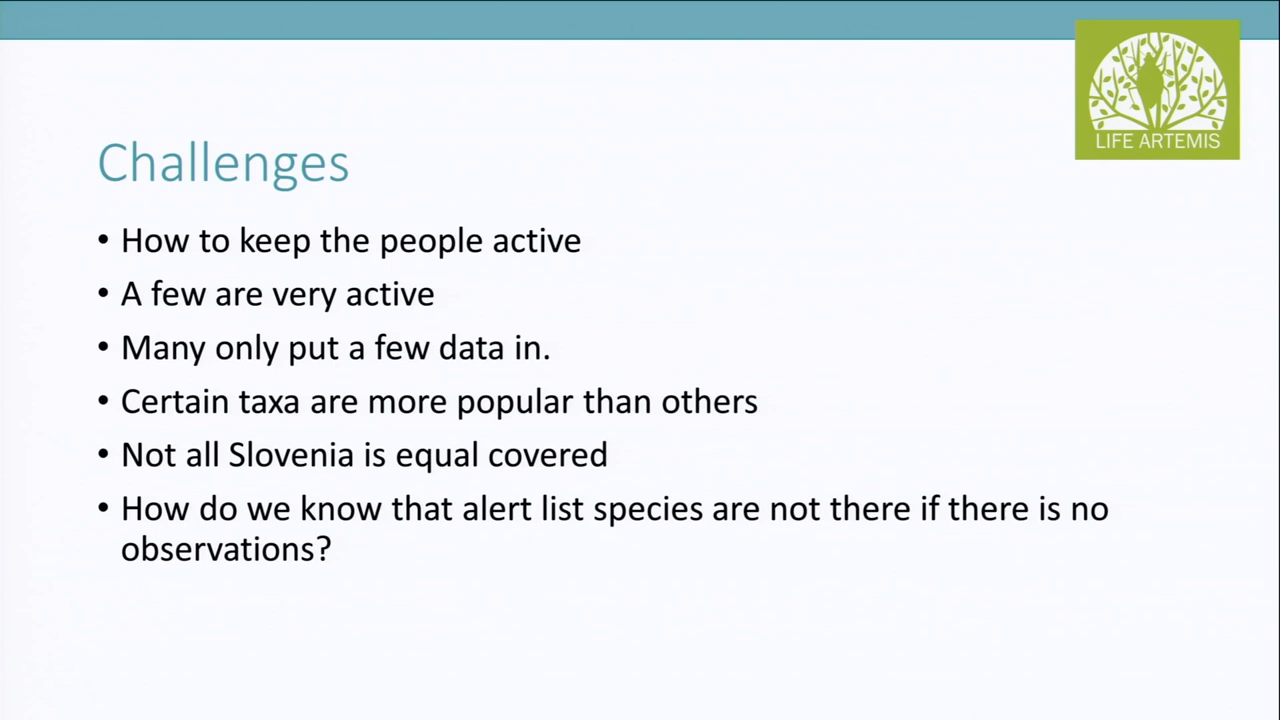 LIFE ARTEMIS
Challenges
• How to keep the people active
• A few are very active
• Many only put a few data in.
• Certain taxa are more popular than others
• Not all Slovenia is equal covered
• How do we know that alert list species are not there if there is no
observations?